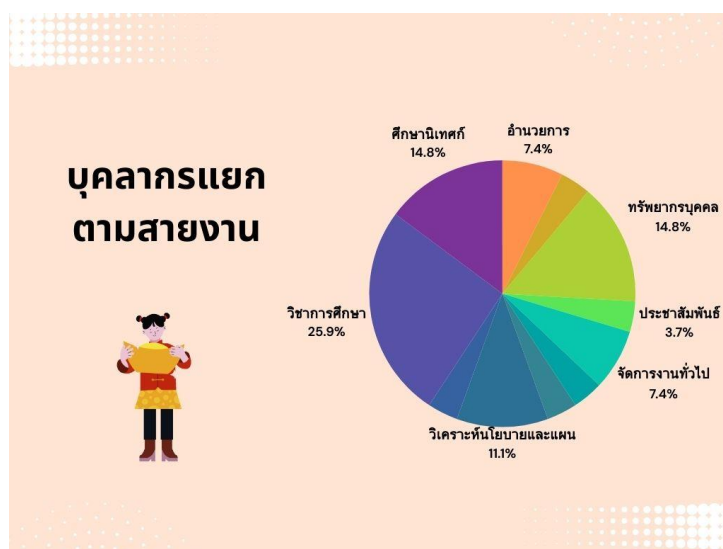 บุคลากรแยก
ตามสายงาน
ศึกษานิเทศก์
14.8%
อำนวยการ
7.4%
ทรัพยากรบุคคล
14.8%
ประชาสัมพันธ์
3.7%
จัดการงานทั่วไป
7.4%
วิเคราะห์นโยบายและแผน
11.1%
วิชาการศึกษา
25.9%